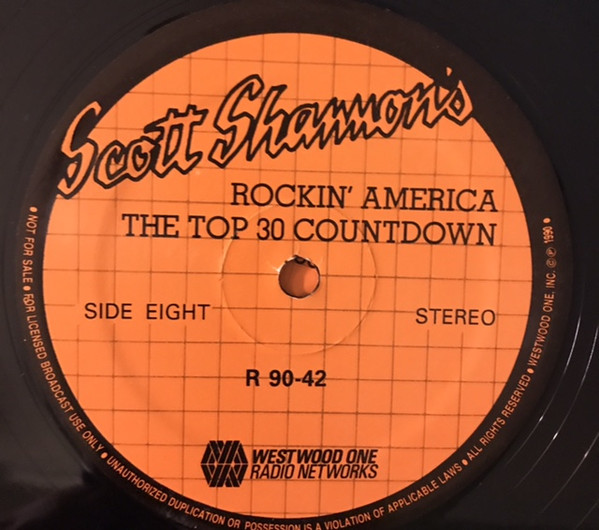 Scott Shannon's
ROCKIN' AMERICA
THE TOP 30 COUNTDOWN
SIDE EIGHT
STEREO
R 90-42
WESTWOOD ONE
RADIO NETWORKS
• NOT FOR SALE • FOR LICENSED BROADCAST USE ONLY • UNAUTHORIZED DUPLICATION OR POSSESSION IS A VIOLATION OF APPLICABLE LAWS • ALL RIGHTS RESERVED • WESTWOOD ONE, INC. © ℗ 1990 •